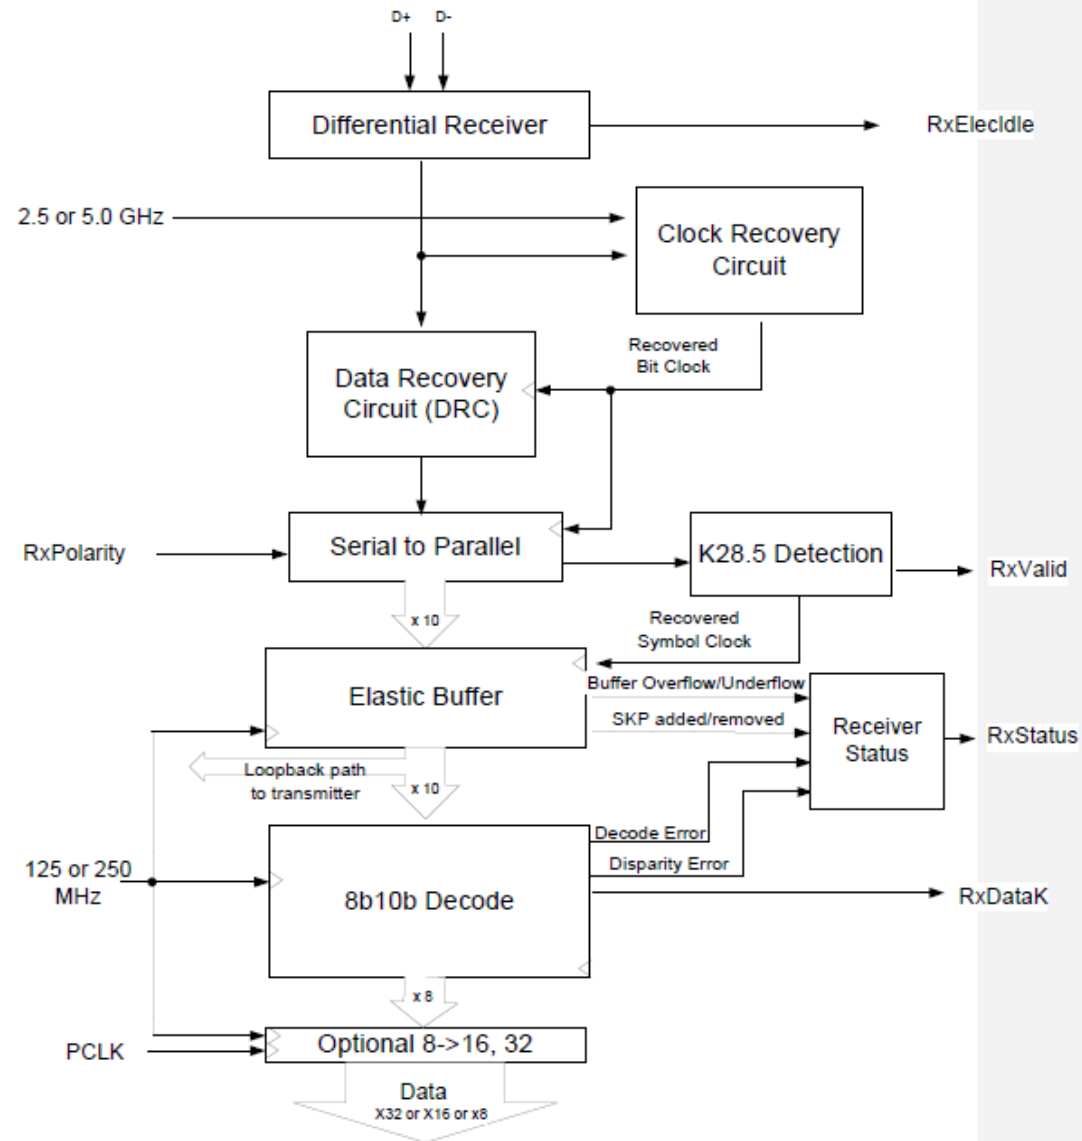 D+ D-
Differential Receiver
RxElecIdle
2.5 or 5.0 GHz
Clock Recovery
Circuit
Recovered
Bit Clock
Data Recovery
Circuit (DRC)
RxPolarity
Serial to Parallel
K28.5 Detection
RxValid
x 10
Recovered
Symbol Clock
Elastic Buffer
Buffer Overflow/Underflow
SKP added/removed
Receiver
Status
RxStatus
Loopback path
to transmitter
x 10
Decode Error
Disparity Error
125 or 250
MHz
8b10b Decode
RxDataK
x 8
PCLK
Optional 8->16, 32
Data
X32 or X16 or x8